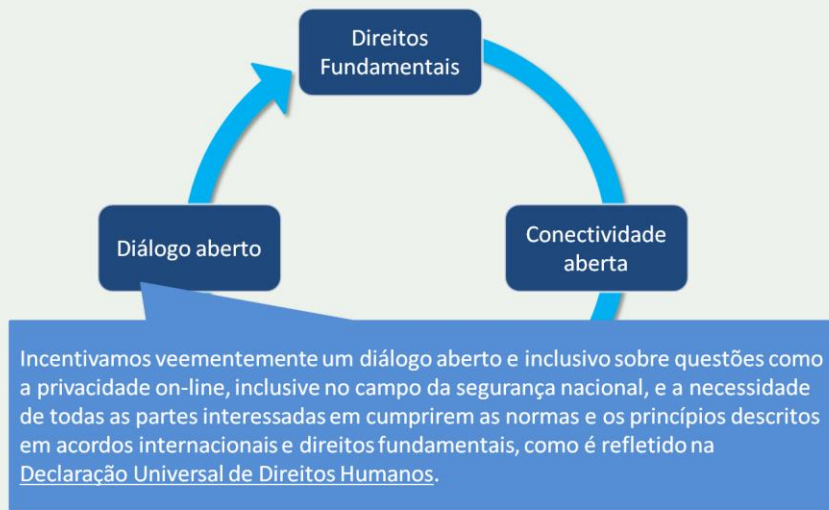 Direitos
Fundamentais
Diálogo aberto
Conectividade
aberta
Incentivamos veementemente um diálogo aberto e inclusivo sobre questões como
a privacidade on-line, inclusive no campo da segurança nacional, e a necessidade
de todas as partes interessadas em cumprirem as normas e os princípios descritos
em acordos internacionais e direitos fundamentais, como é refletido na
Declaração Universal de Direitos Humanos.